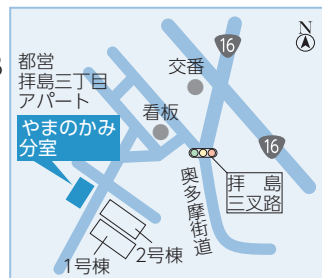 都営
拝島三丁目
アパート
やまのかみ
分室
看板
交番
16
N
16
拝島
三叉路
奥多摩街道
1号棟
2号棟